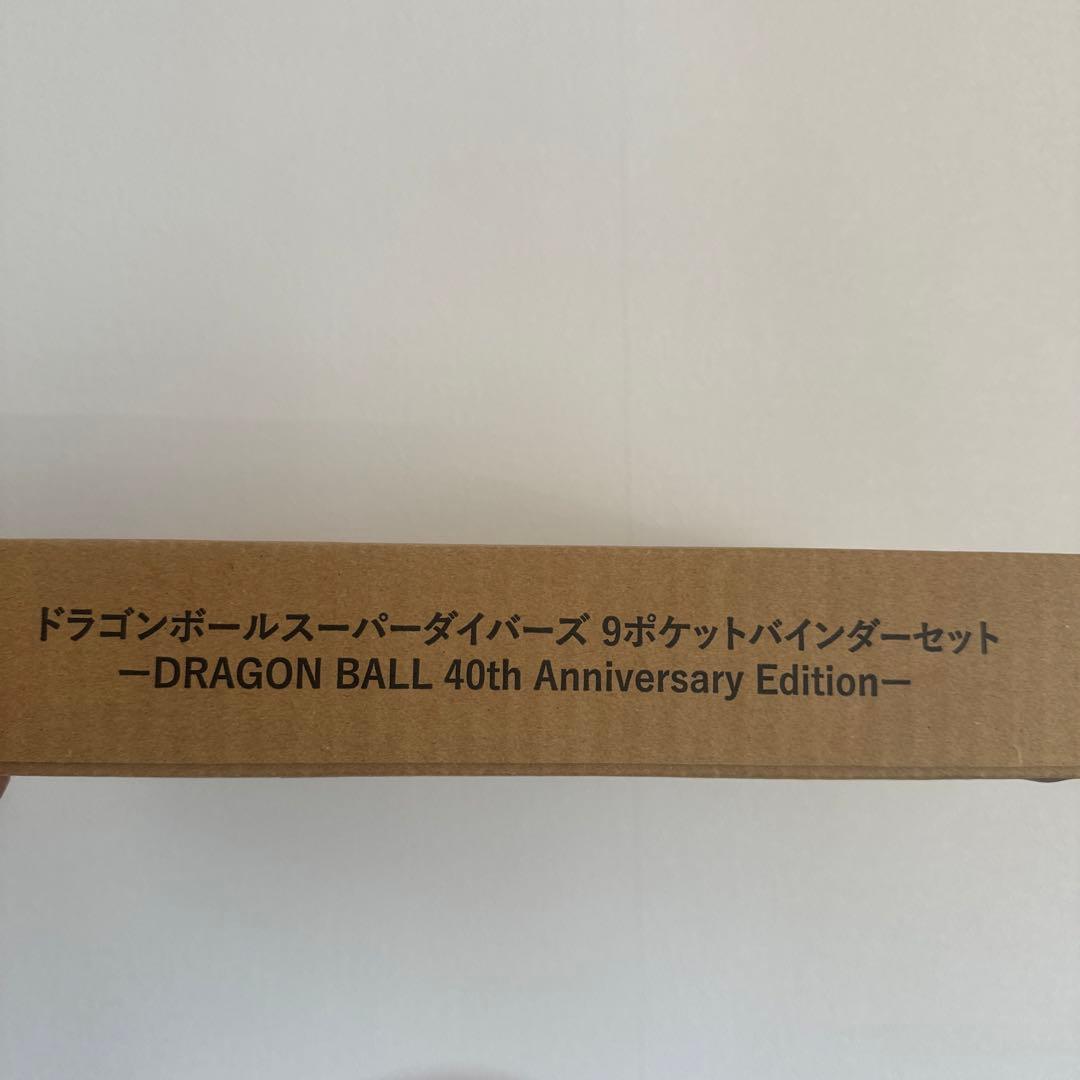 ドラゴンボールスーパーダイバーズ 9ポケットバインダーセット
ーDRAGON BALL 40th Anniversary Editionー